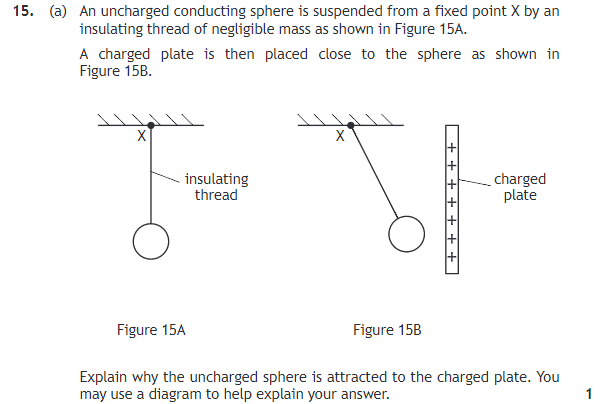 15. (a) An uncharged conducting sphere is suspended from a fixed point X by an
insulating thread of negligible mass as shown in Figure 15A.
A charged plate is then placed close to the sphere as shown in
Figure 15B.
X
insulating
thread
X
+
+
+
+
+
+
+
charged
plate
Figure 15A
Figure 15B
Explain why the uncharged sphere is attracted to the charged plate. You
may use a diagram to help explain your answer. 1